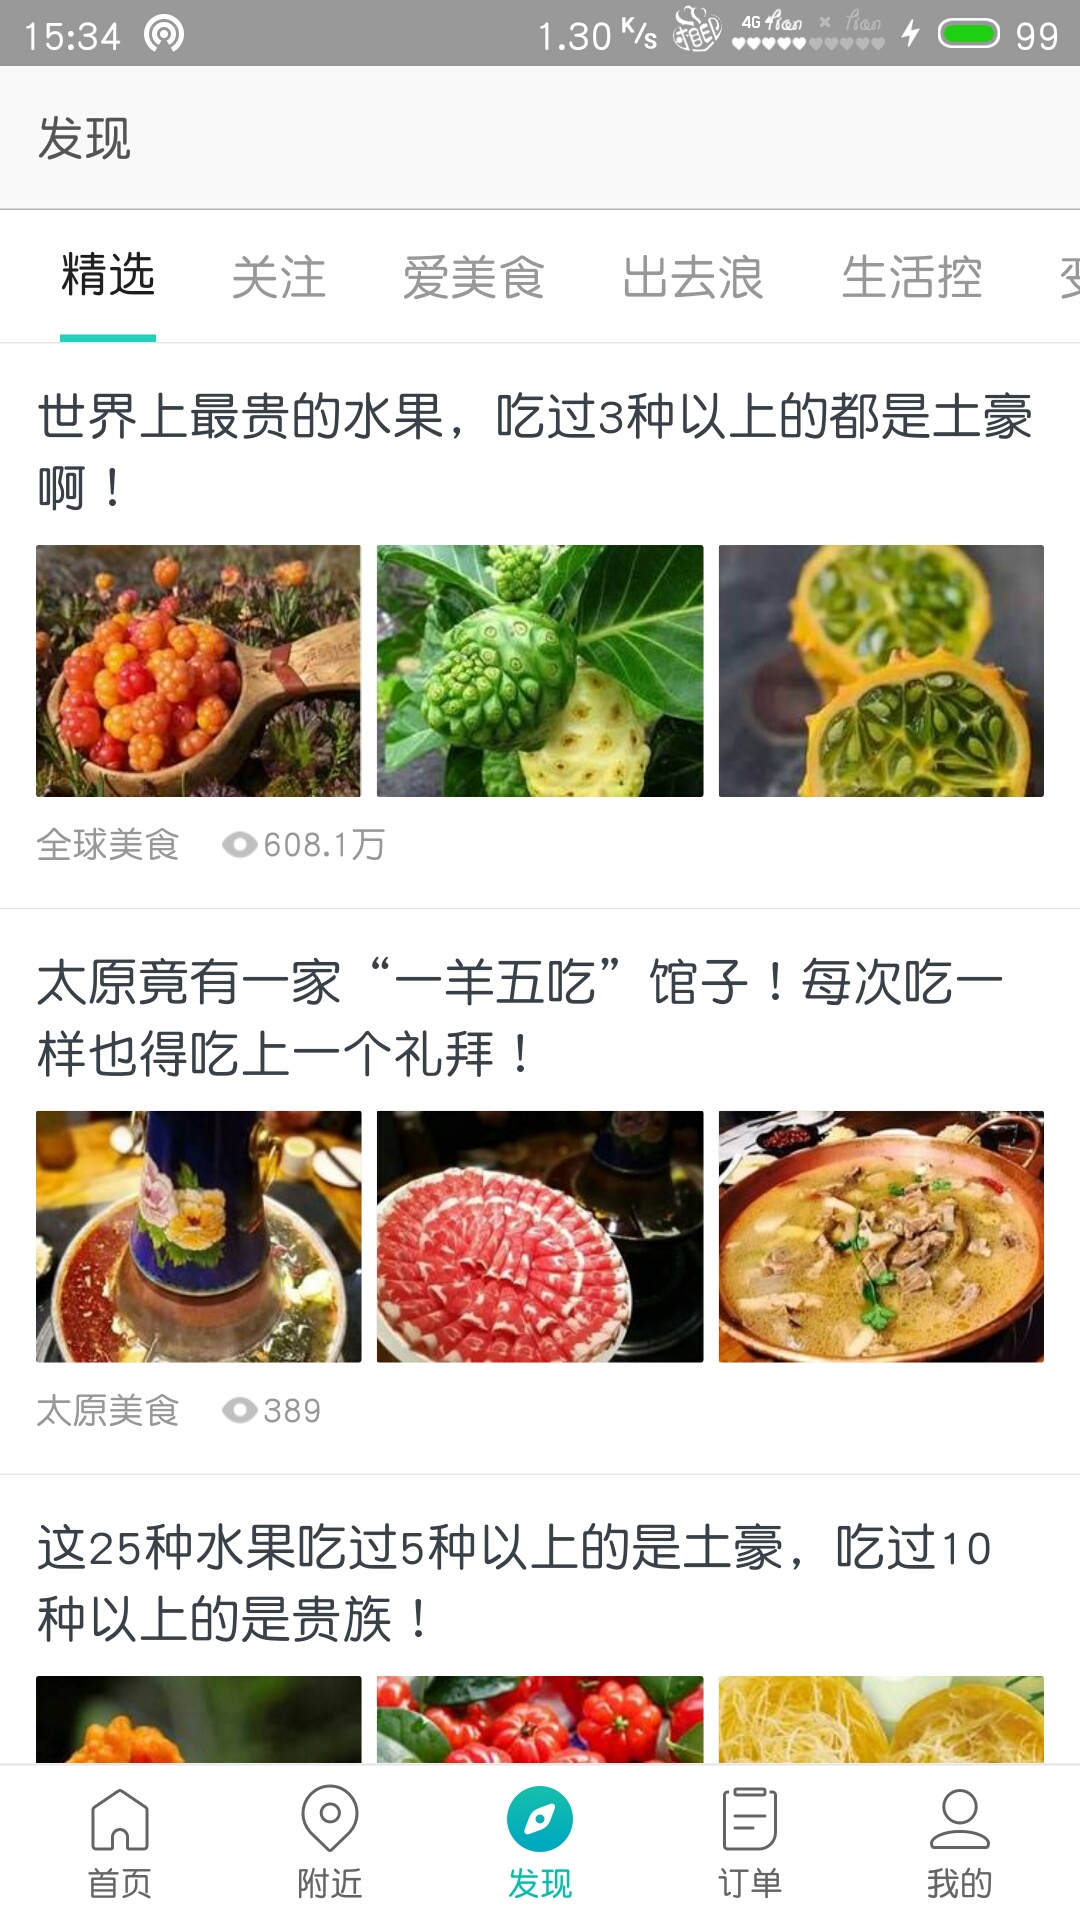 15:34
1.30 K/s
4G
99
发现
精选 关注 爱美食 出去浪 生活控
世界上最贵的水果，吃过3种以上的都是土豪
啊！
全球美食 608.1万
太原竟有一家“一羊五吃”馆子！每次吃一
样也得吃上一个礼拜！
太原美食 389
这25种水果吃过5种以上的是土豪，吃过10
种以上的是贵族！
首页 附近 发现 订单 我的